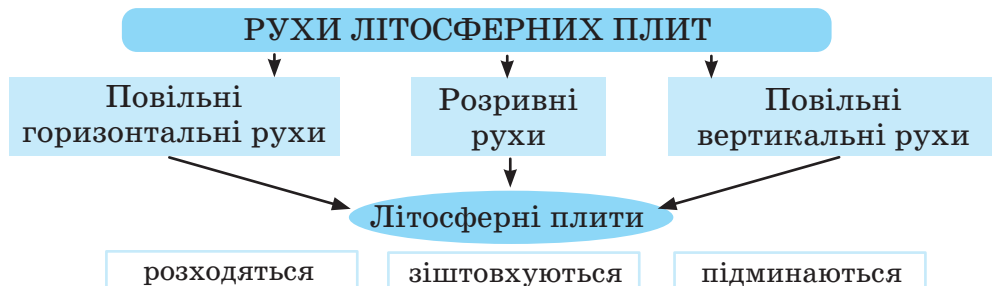 РУХИ ЛІТОСФЕРНИХ ПЛИТ
Повільні
горизонтальні рухи
Розривні
рухи
Повільні
вертикальні рухи
Літосферні плити
розходяться
зіштовхуються
підминаються